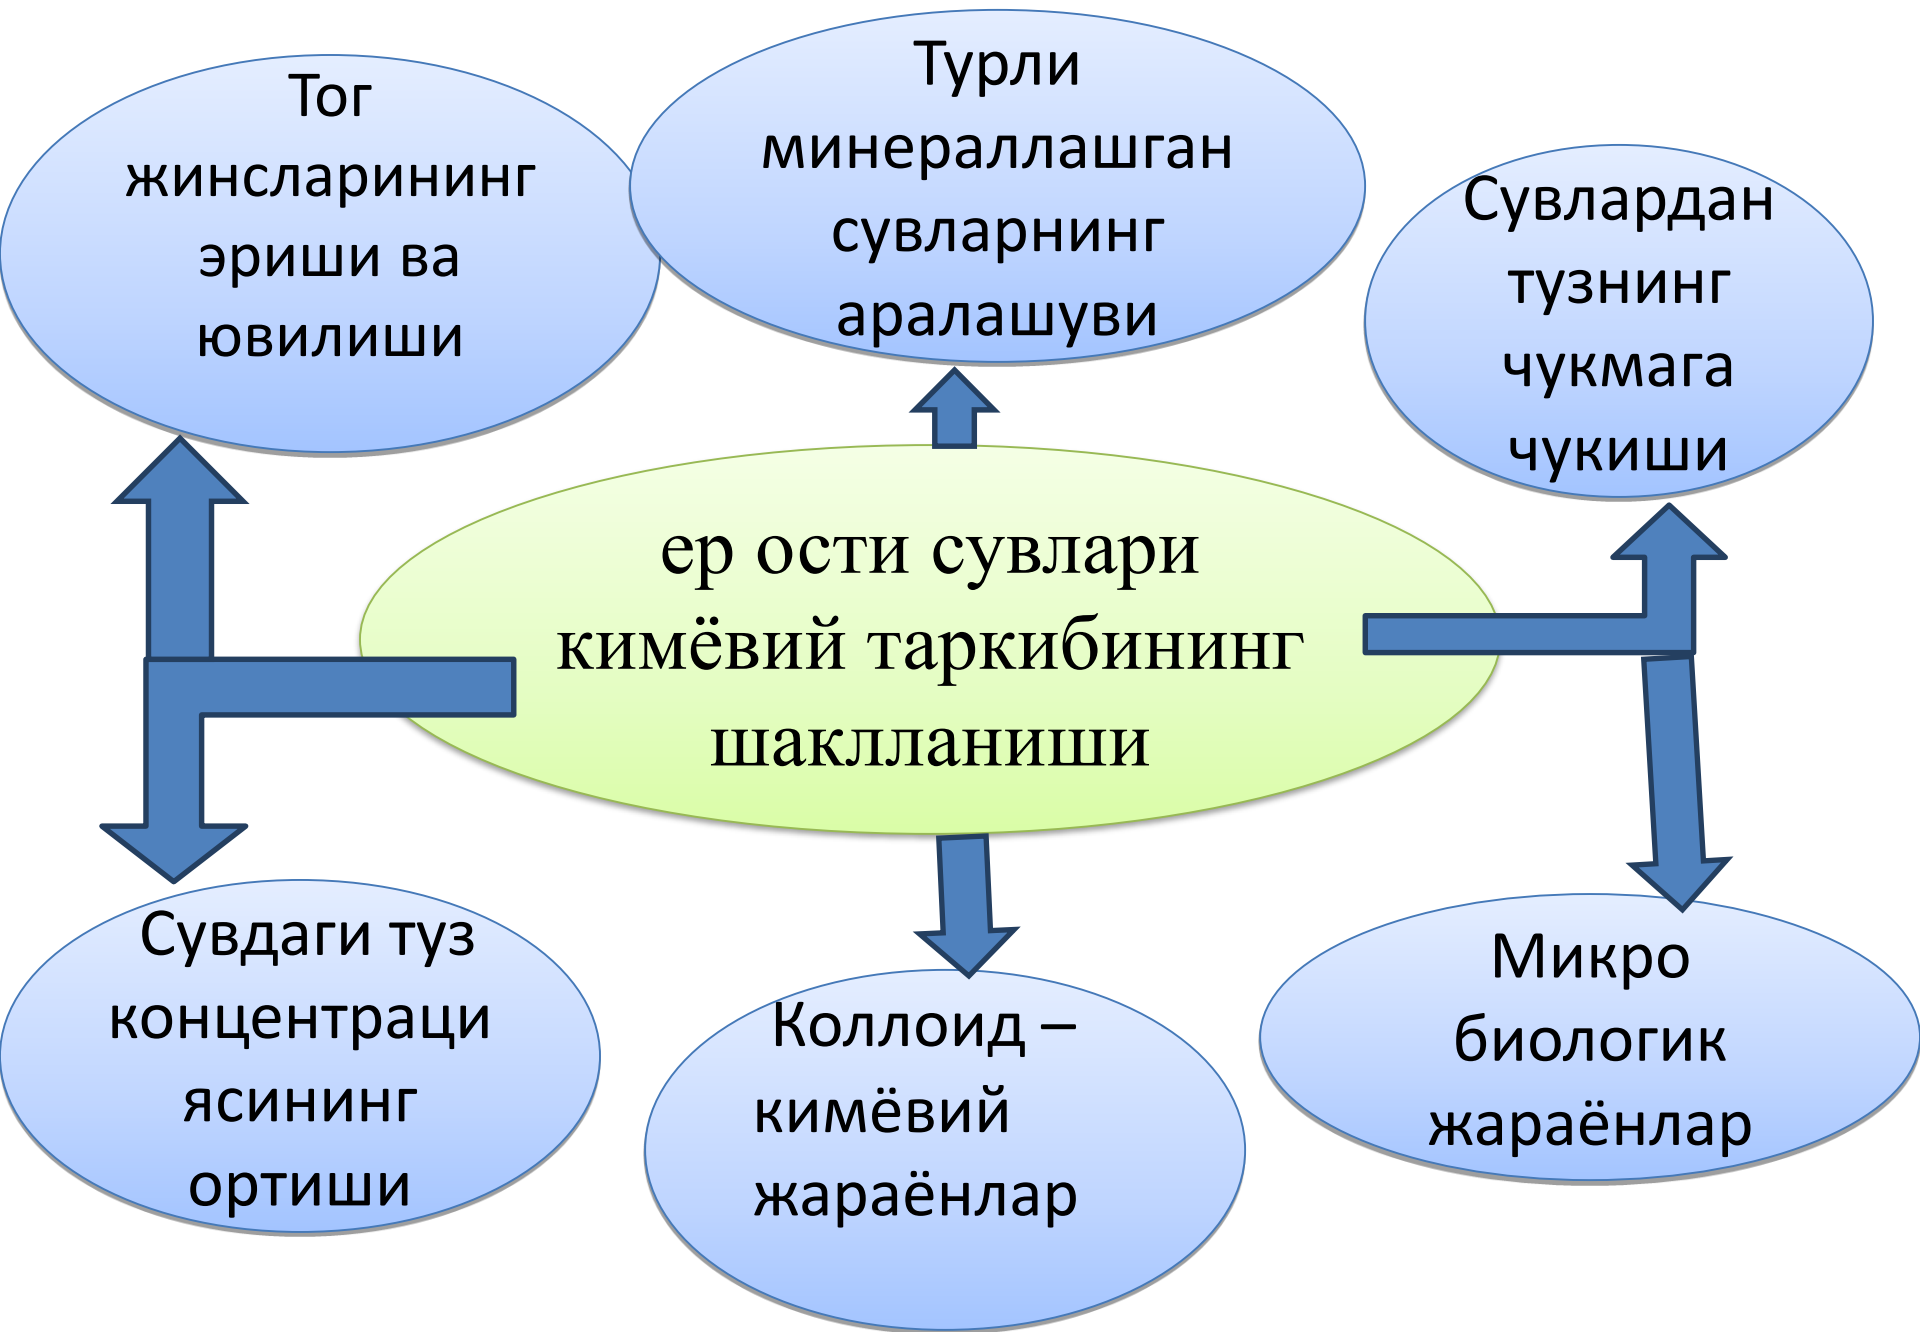 Тог
жинсларининг
эриши ва
ювилиши
Турли
минераллашган
сувларнинг
аралашуви
Сувлардан
тузнинг
чукмага
чукиши
ер ости сувлари
кимёвий таркибининг
шаклланиши
Сувдаги туз
концентраци
ясининг
ортиши
Коллоид –
кимёвий
жараёнлар
Микро
биологик
жараёнлар